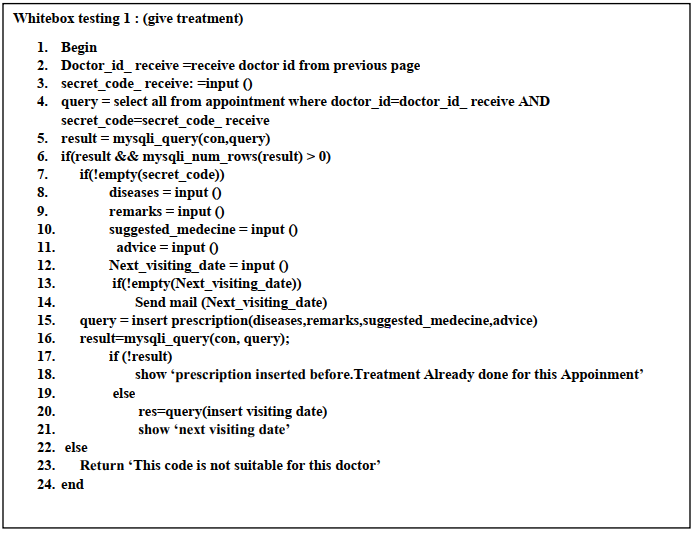 Whitebox testing 1 : (give treatment)
1. Begin
2. Doctor_id_ receive =receive doctor id from previous page
3. secret_code_ receive: =input ()
4. query = select all from appointment where doctor_id=doctor_id_ receive AND
secret_code=secret_code_ receive
5. result = mysqli_query(con,query)
6. if(result && mysqli_num_rows(result) > 0)
7. if(!empty(secret_code))
8. diseases = input ()
9. remarks = input ()
10. suggested_medecine = input ()
11. advice = input ()
12. Next_visiting_date = input ()
13. if(!empty(Next_visiting_date))
14. Send mail (Next_visiting_date)
15. query = insert prescription(diseases,remarks,suggested_medecine,advice)
16. result=mysqli_query(con, query);
17. if (!result)
18. show ‘prescription inserted before.Treatment Already done for this Appoinment’
19. else
20. res=query(insert visiting date)
21. show ‘next visiting date’
22. else
23. Return ‘This code is not suitable for this doctor’
24. end